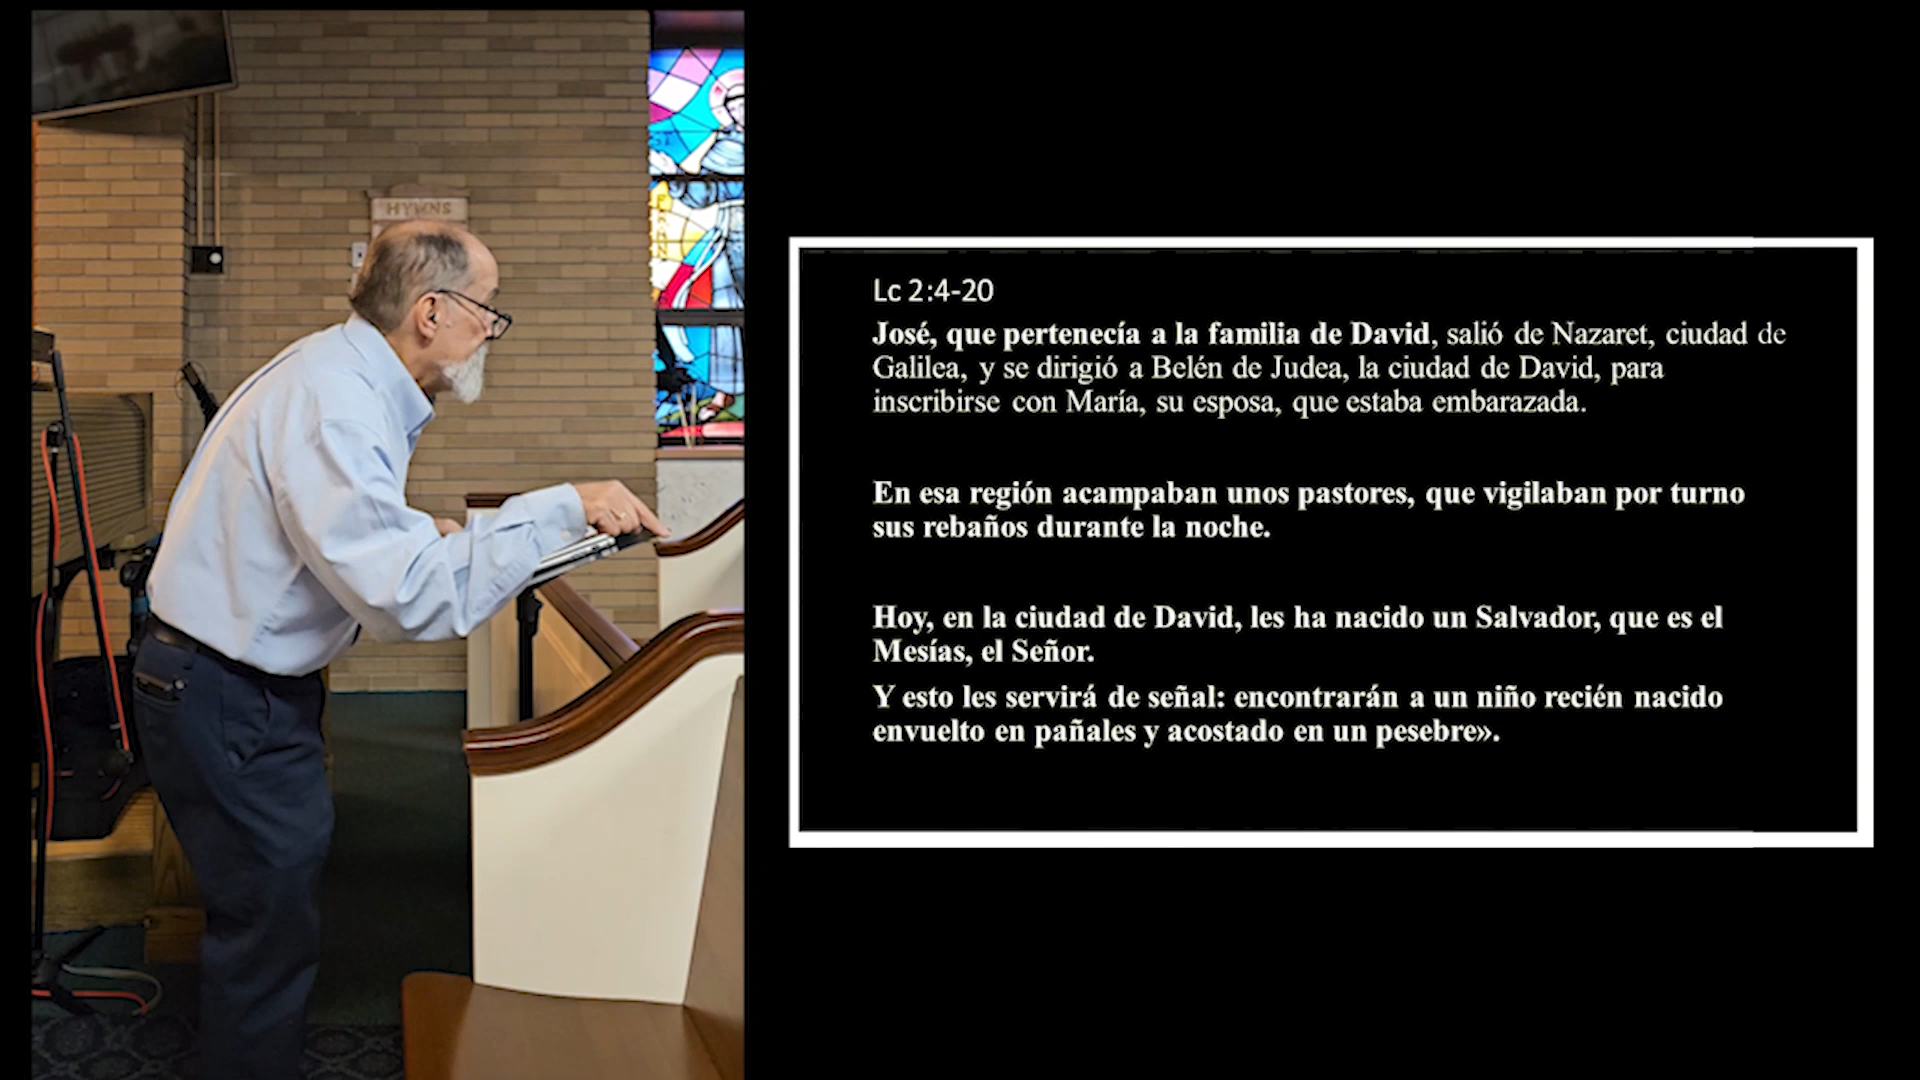 HYMNS
Lc 2:4-20
José, que pertenecía a la familia de David, salió de Nazaret, ciudad de
Galilea, y se dirigió a Belén de Judea, la ciudad de David, para
inscribirse con María, su esposa, que estaba embarazada.
En esa región acampaban unos pastores, que vigilaban por turno
sus rebaños durante la noche.
Hoy, en la ciudad de David, les ha nacido un Salvador, que es el
Mesías, el Señor.
Y esto les servirá de señal: encontrarán a un niño recién nacido
envuelto en pañales y acostado en un pesebre».